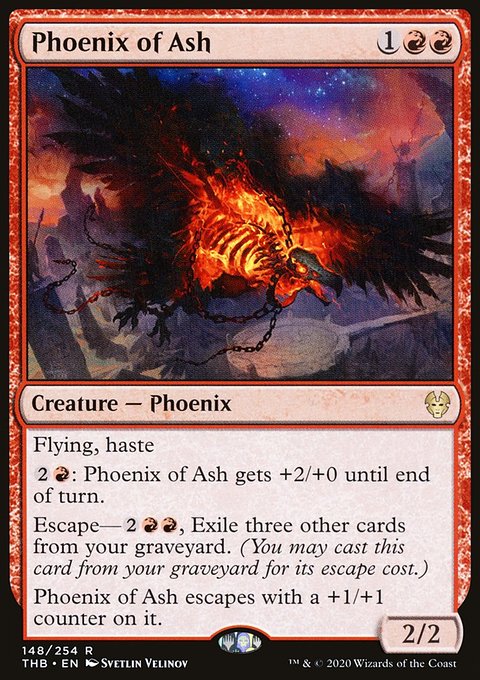 Phoenix of Ash 1
Creature — Phoenix
Flying, haste
2: Phoenix of Ash gets +2/+0 until end
of turn.
Escape—2, Exile three other cards
from your graveyard. (You may cast this
card from your graveyard for its escape cost.)
Phoenix of Ash escapes with a +1/+1
counter on it.
2/2
148/254 R
THB • EN Svetlin Velinov
™ & © 2020 Wizards of the Coast